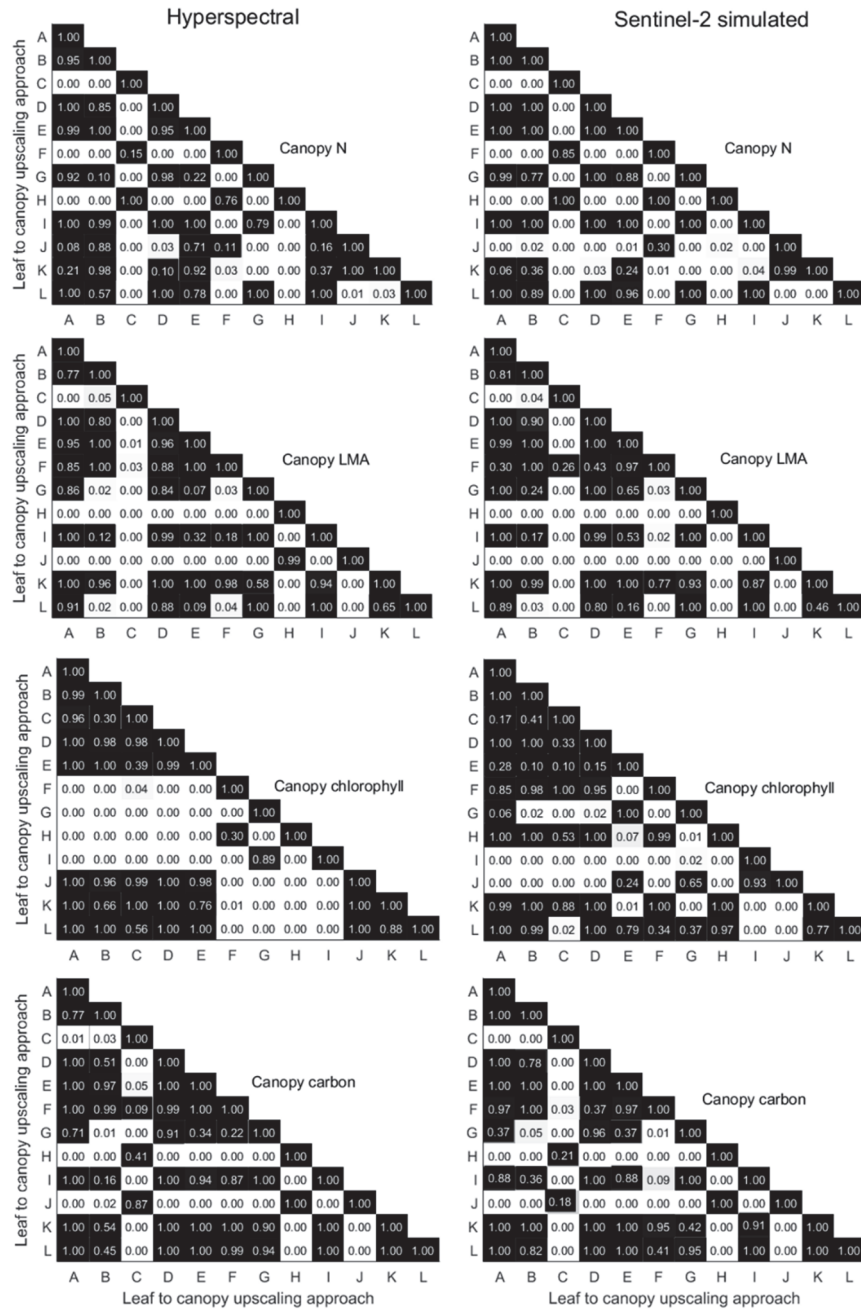 Hyperspectral
Leaf to canopy upscaling approach
A 1.00
B 0.95 1.00
C 0.00 0.00 1.00
D 1.00 0.85 0.00 1.00
E 0.99 1.00 0.00 0.95 1.00
F 0.00 0.00 0.15 0.00 0.00 1.00
Canopy N
G 0.92 0.10 0.00 0.98 0.22 0.00 1.00
H 0.00 0.00 1.00 0.00 0.00 0.76 0.00 1.00
I 1.00 0.99 0.00 1.00 1.00 0.00 0.79 0.00 1.00
J 0.08 0.88 0.00 0.03 0.71 0.11 0.00 0.00 0.16 1.00
K 0.21 0.98 0.00 0.10 0.92 0.03 0.00 0.00 0.37 1.00 1.00
L 1.00 0.57 0.00 1.00 0.78 0.00 1.00 0.00 1.00 0.01 0.03 1.00
A B C D E F G H I J K L
Sentinel-2 simulated
Leaf to canopy upscaling approach
A 1.00
B 1.00 1.00
C 0.00 0.00 1.00
D 1.00 1.00 0.00 1.00
E 1.00 1.00 0.00 1.00 1.00
F 0.00 0.00 0.85 0.00 0.00 1.00
Canopy N
G 0.99 0.77 0.00 1.00 0.88 0.00 1.00
H 0.00 0.00 1.00 0.00 0.00 1.00 0.00 1.00
I 1.00 1.00 0.00 1.00 1.00 0.00 1.00 0.00 1.00
J 0.00 0.02 0.00 0.00 0.01 0.30 0.00 0.02 0.00 1.00
K 0.06 0.36 0.00 0.03 0.24 0.01 0.00 0.00 0.04 0.99 1.00
L 1.00 0.89 0.00 1.00 0.96 0.00 1.00 0.00 1.00 0.00 0.00 1.00
A B C D E F G H I J K L
Leaf to canopy upscaling approach
A 1.00
B 0.77 1.00
C 0.00 0.05 1.00
D 1.00 0.80 0.00 1.00
E 0.95 1.00 0.01 0.96 1.00
F 0.85 1.00 0.03 0.88 1.00 1.00
Canopy LMA
G 0.86 0.02 0.00 0.84 0.07 0.03 1.00
H 0.00 0.00 0.00 0.00 0.00 0.00 0.00 1.00
I 1.00 0.12 0.00 0.99 0.32 0.18 1.00 0.00 1.00
J 0.00 0.00 0.00 0.00 0.00 0.00 0.00 0.99 0.00 1.00
K 1.00 0.96 0.00 1.00 1.00 0.98 0.58 0.00 0.94 0.00 1.00
L 0.91 0.02 0.00 0.88 0.09 0.04 1.00 0.00 1.00 0.00 0.65 1.00
A B C D E F G H I J K L
Leaf to canopy upscaling approach
A 1.00
B 0.81 1.00
C 0.00 0.04 1.00
D 1.00 0.90 0.00 1.00
E 0.99 1.00 0.00 1.00 1.00
F 0.30 1.00 0.26 0.43 0.97 1.00
Canopy LMA
G 1.00 0.24 0.00 1.00 0.65 0.03 1.00
H 0.00 0.00 0.00 0.00 0.00 0.00 0.00 1.00
I 1.00 0.17 0.00 0.99 0.53 0.02 1.00 0.00 1.00
J 0.00 0.00 0.00 0.00 0.00 0.00 0.00 0.00 0.00 1.00
K 1.00 0.99 0.00 1.00 1.00 0.77 0.93 0.00 0.87 0.00 1.00
L 0.89 0.03 0.00 0.80 0.16 0.00 1.00 0.00 1.00 0.00 0.46 1.00
A B C D E F G H I J K L
Leaf to canopy upscaling approach
A 1.00
B 0.99 1.00
C 0.96 0.30 1.00
D 1.00 0.98 0.98 1.00
E 1.00 1.00 0.39 0.99 1.00
F 0.00 0.00 0.04 0.00 0.00 1.00
Canopy chlorophyll
G 0.00 0.00 0.00 0.00 0.00 0.00 1.00
H 0.00 0.00 0.00 0.00 0.00 0.30 0.00 1.00
I 0.00 0.00 0.00 0.00 0.00 0.00 0.89 0.00 1.00
J 1.00 0.96 0.99 1.00 0.98 0.00 0.00 0.00 0.00 1.00
K 1.00 0.66 1.00 1.00 0.76 0.01 0.00 0.00 0.00 1.00 1.00
L 1.00 1.00 0.56 1.00 1.00 0.00 0.00 0.00 0.00 1.00 0.88 1.00
A B C D E F G H I J K L
Leaf to canopy upscaling approach
A 1.00
B 1.00 1.00
C 0.17 0.41 1.00
D 1.00 1.00 0.33 1.00
E 0.28 0.10 0.10 0.15 1.00
F 0.85 0.98 1.00 0.95 0.00 1.00
Canopy chlorophyll
G 0.06 0.02 0.00 0.02 1.00 0.00 1.00
H 1.00 1.00 0.53 1.00 0.07 0.99 0.01 1.00
I 0.00 0.00 0.00 0.00 0.00 0.00 0.02 0.00 1.00
J 0.00 0.00 0.00 0.00 0.24 0.00 0.65 0.00 0.93 1.00
K 0.99 1.00 0.88 1.00 0.01 1.00 0.00 1.00 0.00 0.00 1.00
L 1.00 0.99 0.02 1.00 0.79 0.34 0.37 0.97 0.00 0.00 0.77 1.00
A B C D E F G H I J K L
Leaf to canopy upscaling approach
A 1.00
B 0.77 1.00
C 0.01 0.03 1.00
D 1.00 0.51 0.00 1.00
E 1.00 0.97 0.05 1.00 1.00
Canopy carbon
F 1.00 0.99 0.09 0.99 1.00 1.00
G 0.71 0.01 0.00 0.91 0.34 0.22 1.00
H 0.00 0.00 0.41 0.00 0.00 0.00 0.00 1.00
I 1.00 0.16 0.00 1.00 0.94 0.87 1.00 0.00 1.00
J 0.00 0.02 0.87 0.00 0.00 0.00 0.00 1.00 0.00 1.00
K 1.00 0.54 0.00 1.00 1.00 1.00 0.90 0.00 1.00 0.00 1.00
L 1.00 0.45 0.00 1.00 1.00 0.99 0.94 0.00 1.00 0.00 1.00 1.00
A B C D E F G H I J K L
Leaf to canopy upscaling approach
Leaf to canopy upscaling approach
A 1.00
B 1.00 1.00
C 0.00 0.00 1.00
D 1.00 0.78 0.00 1.00
E 1.00 1.00 0.00 1.00 1.00
F 0.97 1.00 0.03 0.37 0.97 1.00
Canopy carbon
G 0.37 0.05 0.00 0.96 0.37 0.01 1.00
H 0.00 0.00 0.21 0.00 0.00 0.00 0.00 1.00
I 0.88 0.36 0.00 1.00 0.88 0.09 1.00 0.00 1.00
J 0.00 0.00 0.18 0.00 0.00 0.00 0.00 1.00 0.00 1.00
K 1.00 1.00 0.00 1.00 1.00 0.95 0.42 0.00 0.91 0.00 1.00
L 1.00 0.82 0.00 1.00 1.00 0.41 0.95 0.00 1.00 0.00 1.00 1.00
A B C D E F G H I J K L
Leaf to canopy upscaling approach